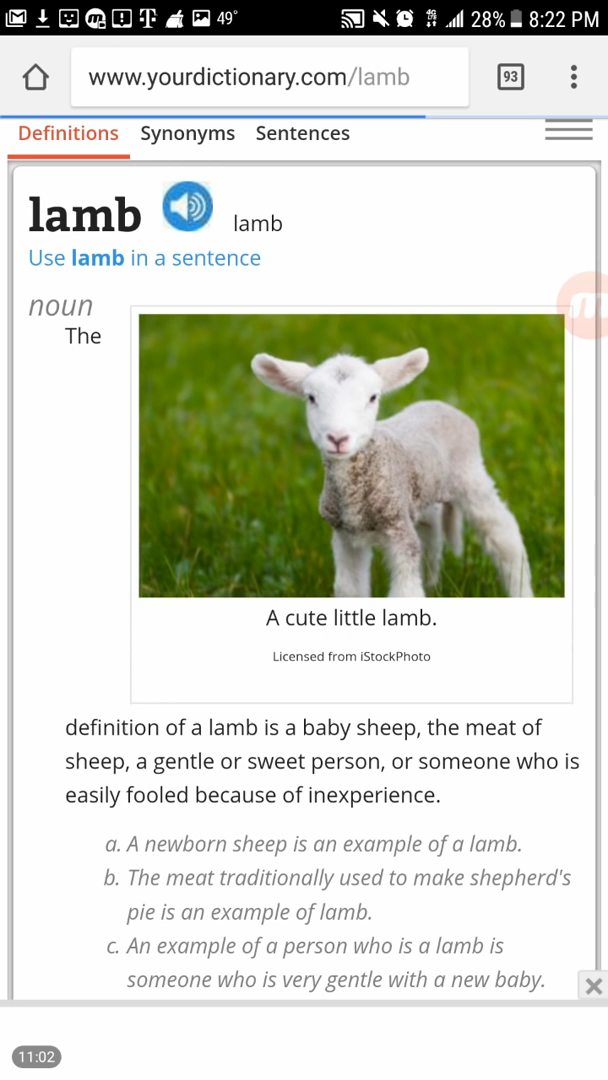 49° 4G LTE 28% 8:22 PM
www.yourdictionary.com/lamb 93
Definitions Synonyms Sentences
lamb lamb
Use lamb in a sentence
noun
The
A cute little lamb.
Licensed from iStockPhoto
definition of a lamb is a baby sheep, the meat of
sheep, a gentle or sweet person, or someone who is
easily fooled because of inexperience.
a. A newborn sheep is an example of a lamb.
b. The meat traditionally used to make shepherd's
pie is an example of lamb.
c. An example of a person who is a lamb is
someone who is very gentle with a new baby.
11:02